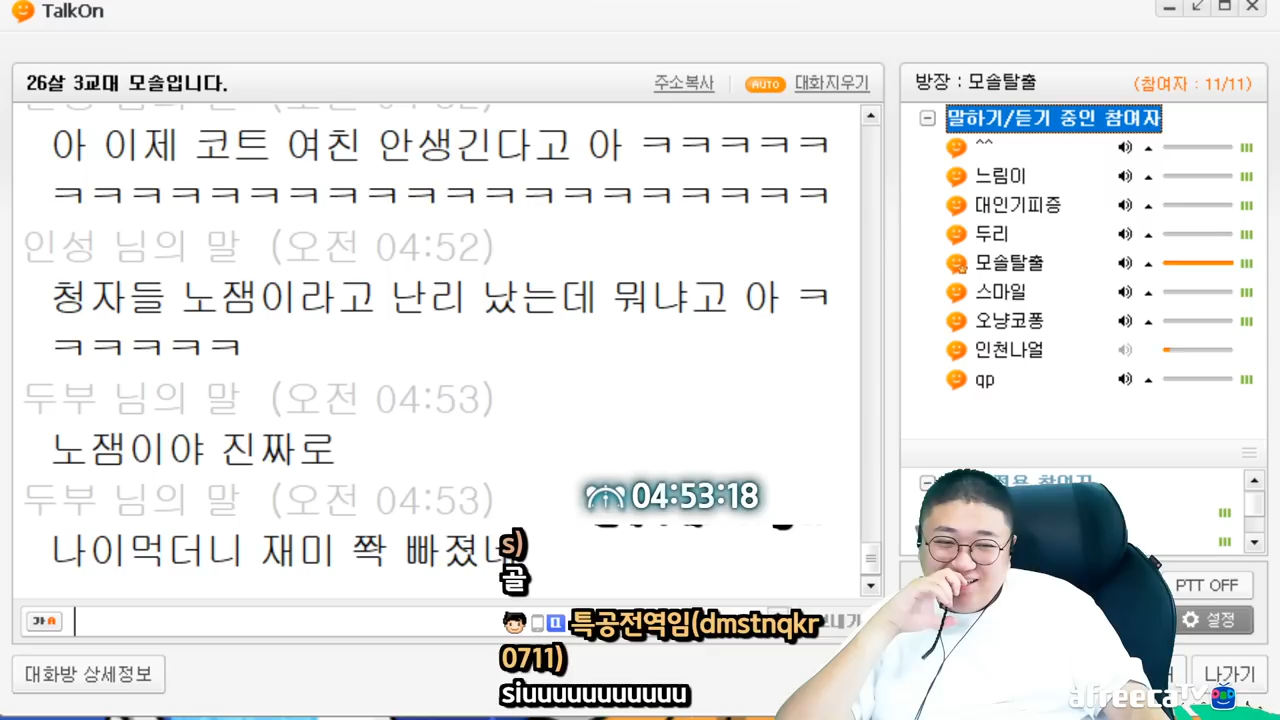 TalkOn
26살 3교대 모솔입니다.
주소복사
AUTO
대화지우기
아 이제 코트 여친 안생긴다고 아 ㅋㅋㅋㅋㅋ
ㅋㅋㅋㅋㅋㅋㅋㅋㅋㅋㅋㅋㅋㅋㅋㅋㅋㅋㅋㅋㅋ
인성 님의 말 (오전 04:52)
청자들 노잼이라고 난리 났는데 뭐냐고 아 ㅋ
ㅋㅋㅋㅋㅋ
두부 님의 말 (오전 04:53)
노잼이야 진짜로
두부 님의 말 (오전 04:53)
나이먹더니 재미 쫙 빠졌
04:53:18
s)
골
특공전역임(dmstnqkr
0711)
siuuuuuuuuuuu
가
대화방 상세정보
방장 : 모솔탈출
(참여자 : 11/11)
말하기/듣기 중인 참여자
^^
느림이
대인기피증
두리
모솔탈출
스마일
오냥코퐁
인천나얼
qp
PTT OFF
설정
나가기
afreecaTV